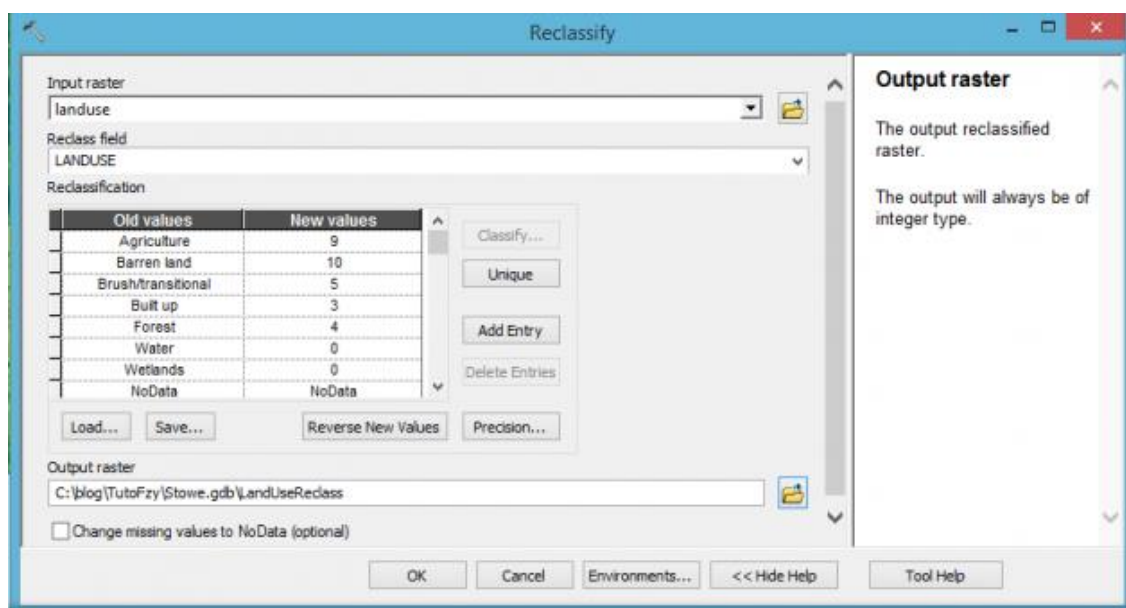 Reclassify
Input raster
landuse
Reclass field
LANDUSE
Reclassification
Old values New values
Agriculture 9
Barren land 10
Brush/transitional 5
Built up 3
Forest 4
Water 0
Wetlands 0
NoData NoData
Classify...
Unique
Add Entry
Delete Entries
Load... Save... Reverse New Values Precision...
Output raster
C:\blog\TutoFzy\Stowe.gdb\LandUseReclass
Change missing values to NoData (optional)
OK Cancel Environments... << Hide Help Tool Help
Output raster
The output reclassified
raster.
The output will always be of
integer type.